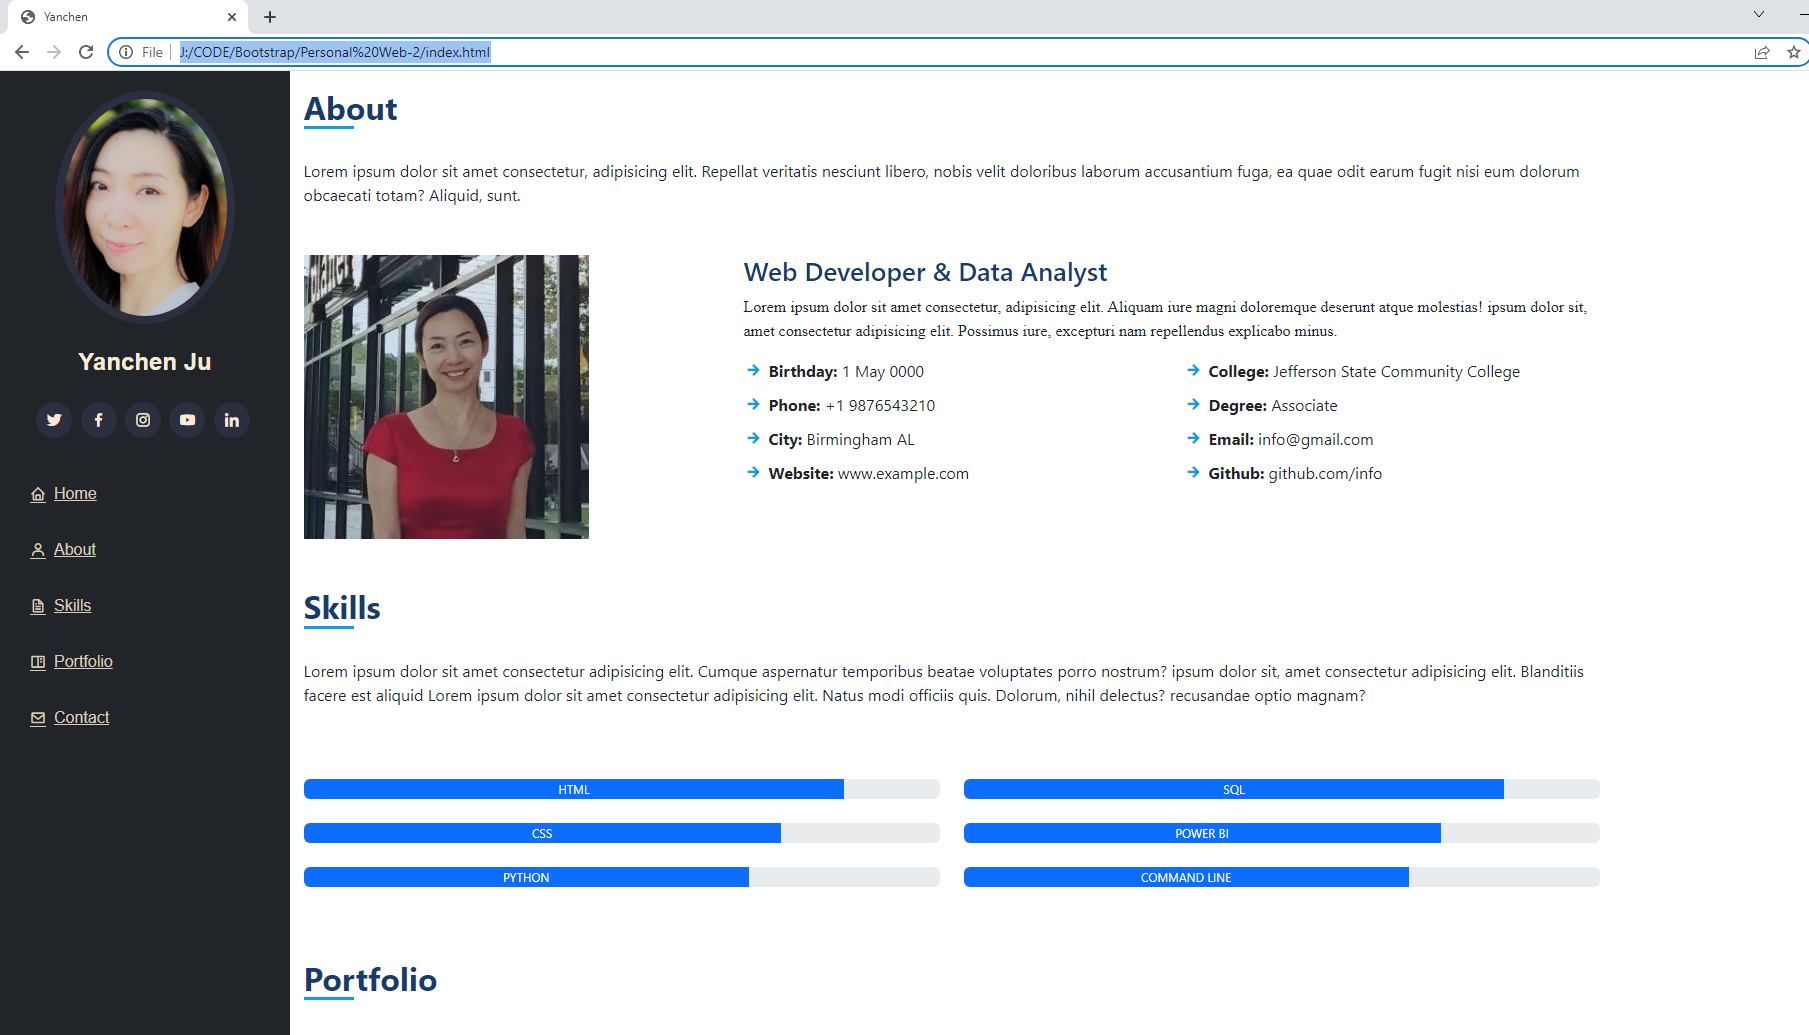 Yanchen
File
J:/CODE/Bootstrap/Personal%20Web-2/index.html
Yanchen Ju
Home
About
Skills
Portfolio
Contact
About
Lorem ipsum dolor sit amet consectetur, adipisicing elit. Repellat veritatis nesciunt libero, nobis velit doloribus laborum accusantium fuga, ea quae odit earum fugit nisi eum dolorum
obcaecati totam? Aliquid, sunt.
Web Developer & Data Analyst
Lorem ipsum dolor sit amet consectetur, adipisicing elit. Aliquam iure magni doloremque deserunt atque molestias! ipsum dolor sit,
amet consectetur adipisicing elit. Possimus iure, excepturi nam repellendus explicabo minus.
Birthday: 1 May 0000
Phone: +1 9876543210
City: Birmingham AL
Website: www.example.com
College: Jefferson State Community College
Degree: Associate
Email: info@gmail.com
Github: github.com/info
Skills
Lorem ipsum dolor sit amet consectetur adipisicing elit. Cumque aspernatur temporibus beatae voluptates porro nostrum? ipsum dolor sit, amet consectetur adipisicing elit. Blanditiis
facere est aliquid Lorem ipsum dolor sit amet consectetur adipisicing elit. Natus modi officiis quis. Dolorum, nihil delectus? recusandae optio magnam?
HTML
CSS
PYTHON
SQL
POWER BI
COMMAND LINE
Portfolio